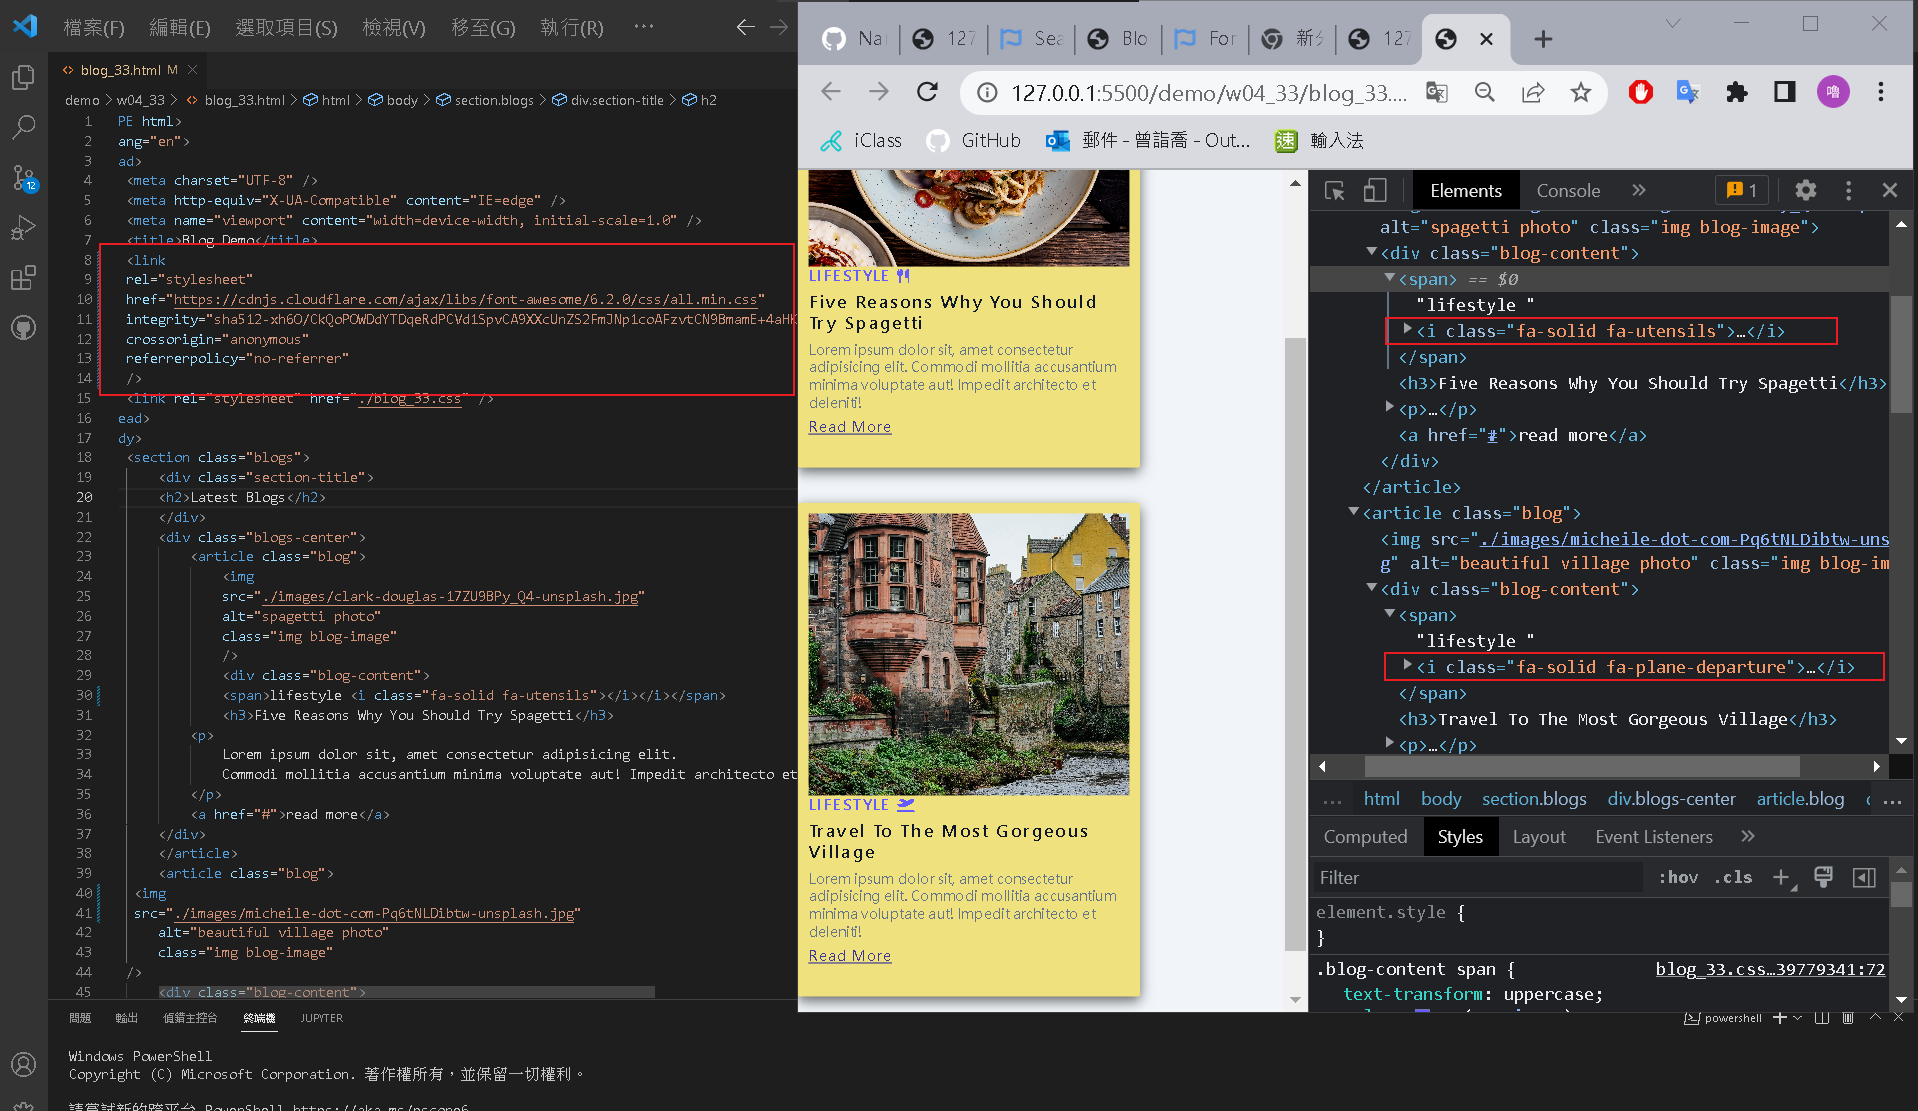 檔案(F) 編輯(E) 選取項目(S) 檢視(V) 移至(G) 執行(R) ···
blog_33.html M
demo > w04_33 > blog_33.html > html > body > section.blogs > div.section-title > h2
1 PE html>
2 ang="en">
3 ad>
4 <meta charset="UTF-8" />
5 <meta http-equiv="X-UA-Compatible" content="IE=edge" />
6 <meta name="viewport" content="width=device-width, initial-scale=1.0" />
7 <title>Blog Demo</title>
8 <link
9 rel="stylesheet"
10 href="https://cdnjs.cloudflare.com/ajax/libs/font-awesome/6.2.0/css/all.min.css"
11 integrity="sha512-xh6O/CkQoPOWDdYTDqeRdPCVd1SpvCA9XXcUnZS2FmJNp1coAFzvtCN9BmamE+4aHK
12 crossorigin="anonymous"
13 referrerpolicy="no-referrer"
14 />
15 <link rel="stylesheet" href="./blog_33.css" />
16 ead>
17 dy>
18 <section class="blogs">
19 <div class="section-title">
20 <h2>Latest Blogs</h2>
21 </div>
22 <div class="blogs-center">
23 <article class="blog">
24 <img
25 src="./images/clark-douglas-17ZU9BPy_Q4-unsplash.jpg"
26 alt="spagetti photo"
27 class="img blog-image"
28 />
29 <div class="blog-content">
30 <span>lifestyle <i class="fa-solid fa-utensils"></i></i></span>
31 <h3>Five Reasons Why You Should Try Spagetti</h3>
32 <p>
33 Lorem ipsum dolor sit, amet consectetur adipisicing elit.
34 Commodi mollitia accusantium minima voluptate aut! Impedit architecto et
35 </p>
36 <a href="#">read more</a>
37 </div>
38 </article>
39 <article class="blog">
40 <img
41 src="./images/micheile-dot-com-Pq6tNLDibtw-unsplash.jpg"
42 alt="beautiful village photo"
43 class="img blog-image"
44 />
45 <div class="blog-content">
12
問題 輸出 偵錯主控台 終端機 JUPYTER
powershell
Windows PowerShell
Copyright (C) Microsoft Corporation. 著作權所有，並保留一切權利。
請嘗試新的跨平台 PowerShell https://aka.ms/pscore6
Na 127 Sea Blo For 新分 127
127.0.0.1:5500/demo/w04_33/blog_33....
嚕
iClass GitHub 郵件 - 曾詣喬 - Out... 速 輸入法
LIFESTYLE
Five Reasons Why You Should
Try Spagetti
Lorem ipsum dolor sit, amet consectetur
adipisicing elit. Commodi mollitia accusantium
minima voluptate aut! Impedit architecto et
deleniti!
Read More
LIFESTYLE
Travel To The Most Gorgeous
Village
Lorem ipsum dolor sit, amet consectetur
adipisicing elit. Commodi mollitia accusantium
minima voluptate aut! Impedit architecto et
deleniti!
Read More
Elements Console » 1
alt="spagetti photo" class="img blog-image">
<div class="blog-content">
<span> == $0
"lifestyle "
<i class="fa-solid fa-utensils">…</i>
</span>
<h3>Five Reasons Why You Should Try Spagetti</h3>
<p>…</p>
<a href="#">read more</a>
</div>
</article>
<article class="blog">
<img src="./images/micheile-dot-com-Pq6tNLDibtw-uns
g" alt="beautiful village photo" class="img blog-im
<div class="blog-content">
<span>
"lifestyle "
<i class="fa-solid fa-plane-departure">…</i>
</span>
<h3>Travel To The Most Gorgeous Village</h3>
<p>…</p>
... html body section.blogs div.blogs-center article.blog ...
Computed Styles Layout Event Listeners »
Filter :hov .cls
element.style {
}
.blog-content span { blog_33.css…39779341:72
text-transform: uppercase;